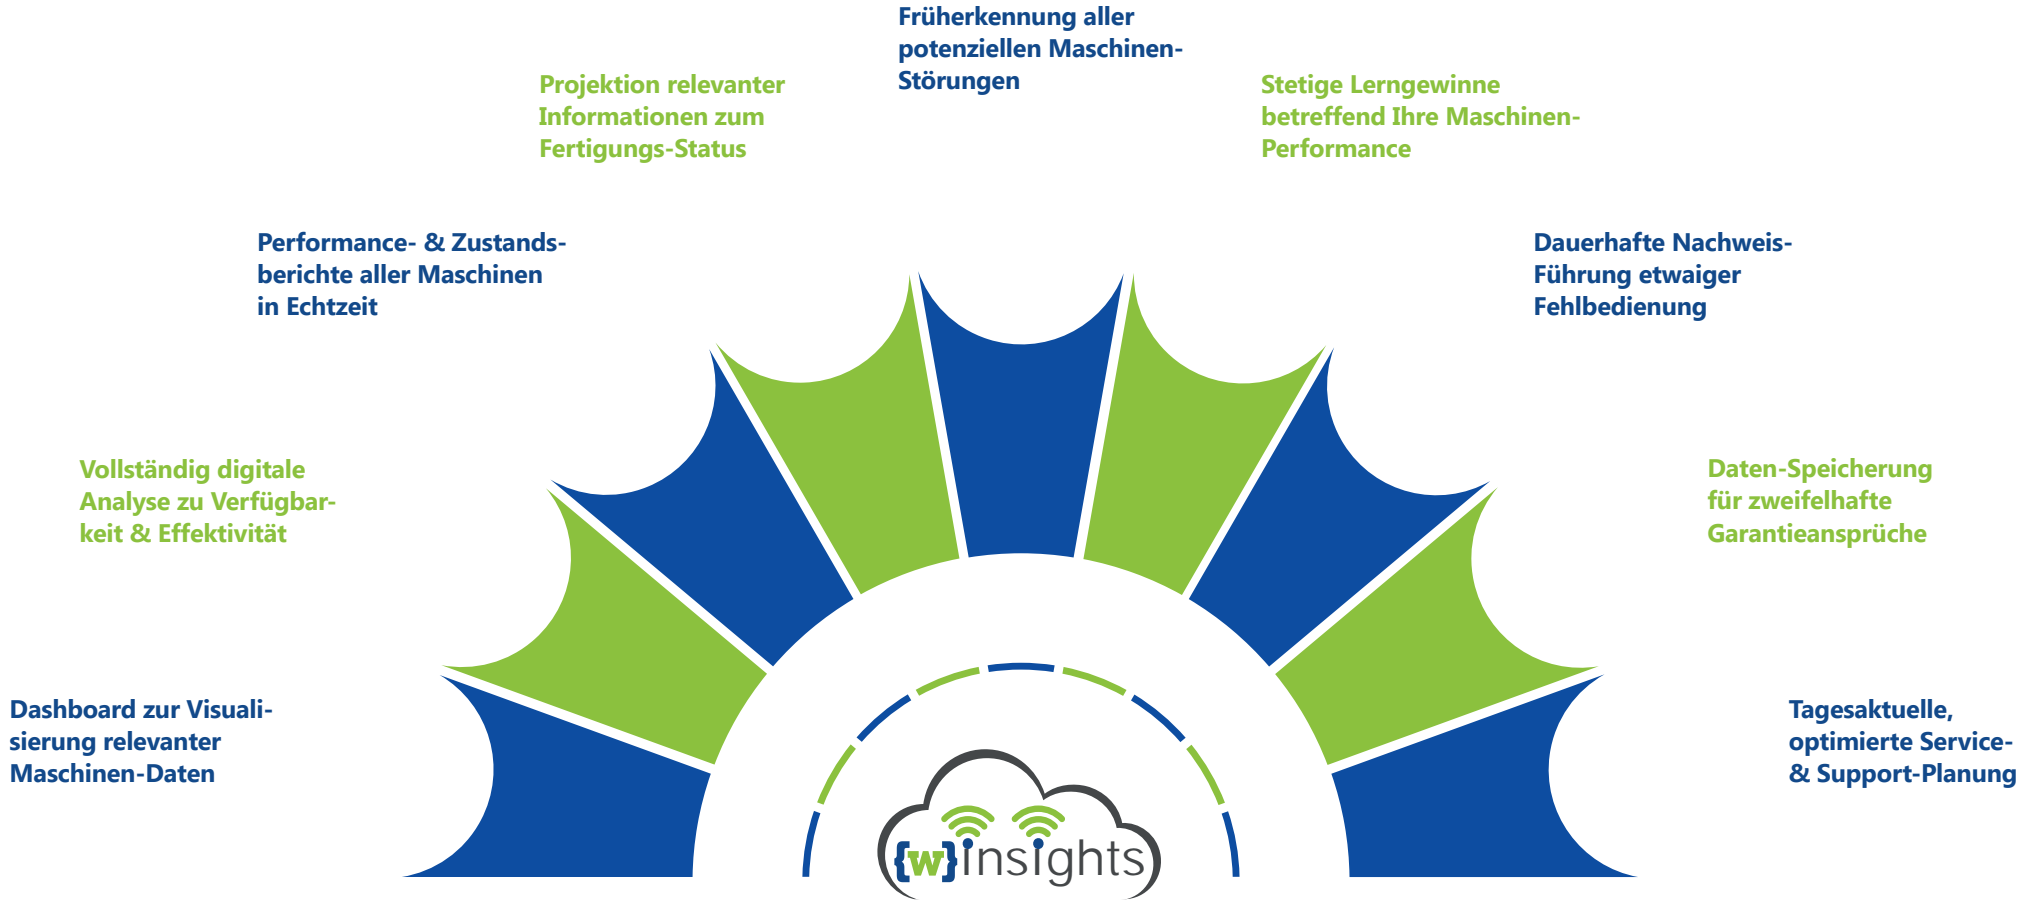 Früherkennung aller
potenziellen Maschinen-
Störungen
Projektion relevanter
Informationen zum
Fertigungs-Status
Stetige Lerngewinne
betreffend Ihre Maschinen-
Performance
Performance- & Zustands-
berichte aller Maschinen
in Echtzeit
Dauerhafte Nachweis-
Führung etwaiger
Fehlbedienung
Vollständig digitale
Analyse zu Verfügbar-
keit & Effektivität
Daten-Speicherung
für zweifelhafte
Garantieansprüche
Dashboard zur Visuali-
sierung relevanter
Maschinen-Daten
Tagesaktuelle,
optimierte Service-
& Support-Planung
{w}insights